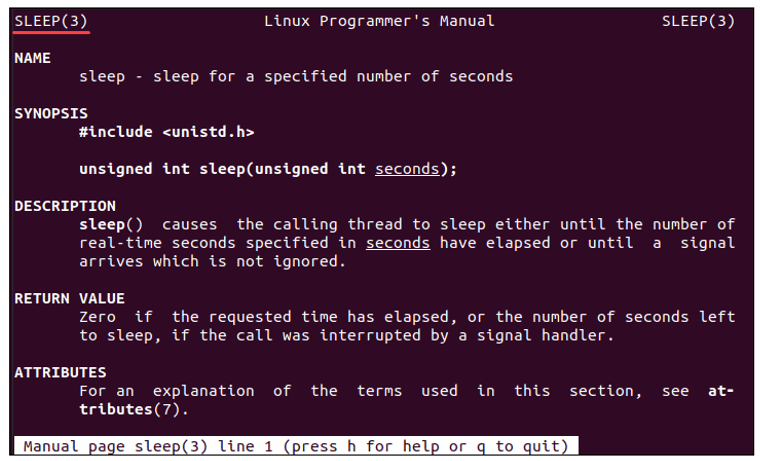 SLEEP(3) Linux Programmer's Manual SLEEP(3)
NAME
sleep - sleep for a specified number of seconds
SYNOPSIS
#include <unistd.h>
unsigned int sleep(unsigned int seconds);
DESCRIPTION
sleep() causes the calling thread to sleep either until the number of
real-time seconds specified in seconds have elapsed or until a signal
arrives which is not ignored.
RETURN VALUE
Zero if the requested time has elapsed, or the number of seconds left
to sleep, if the call was interrupted by a signal handler.
ATTRIBUTES
For an explanation of the terms used in this section, see at-
tributes(7).
Manual page sleep(3) line 1 (press h for help or q to quit)